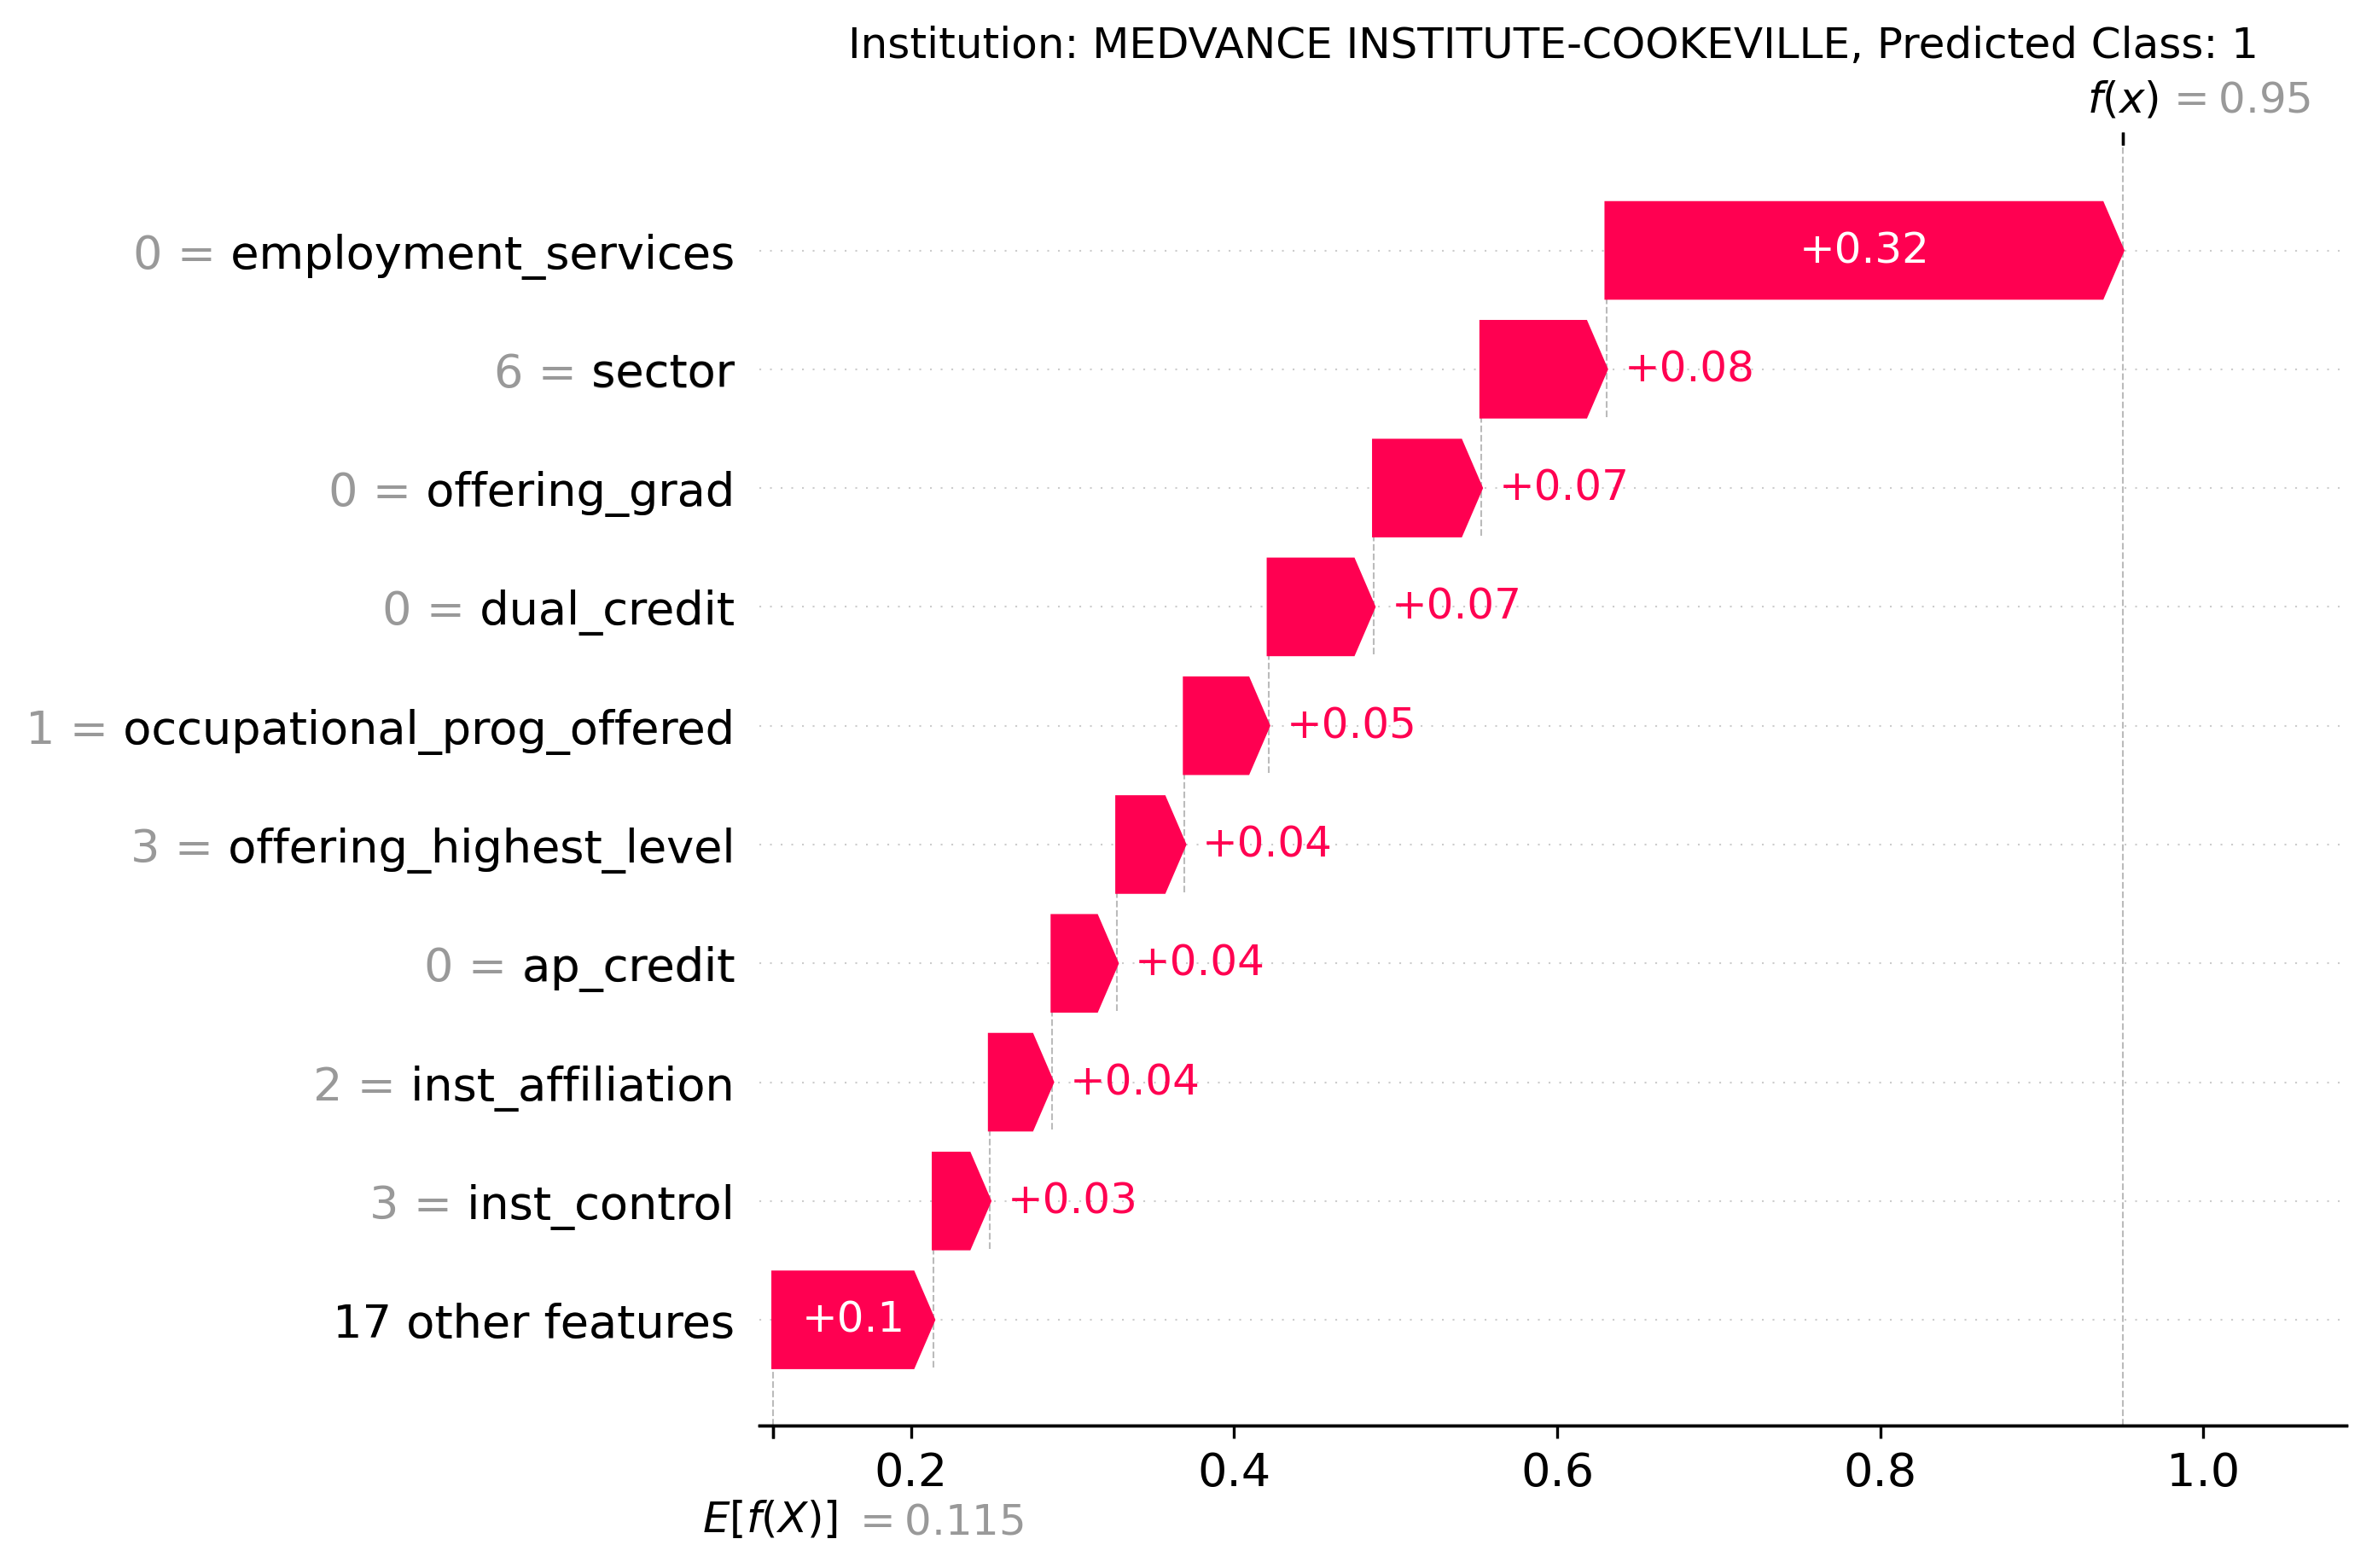 Institution: MEDVANCE INSTITUTE-COOKEVILLE, Predicted Class: 1
f(x) = 0.95
0 = employment_services +0.32
6 = sector +0.08
0 = offering_grad +0.07
0 = dual_credit +0.07
1 = occupational_prog_offered +0.05
3 = offering_highest_level +0.04
0 = ap_credit +0.04
2 = inst_affiliation +0.04
3 = inst_control +0.03
17 other features +0.1
0.2 0.4 0.6 0.8 1.0
E[f(X)] = 0.115